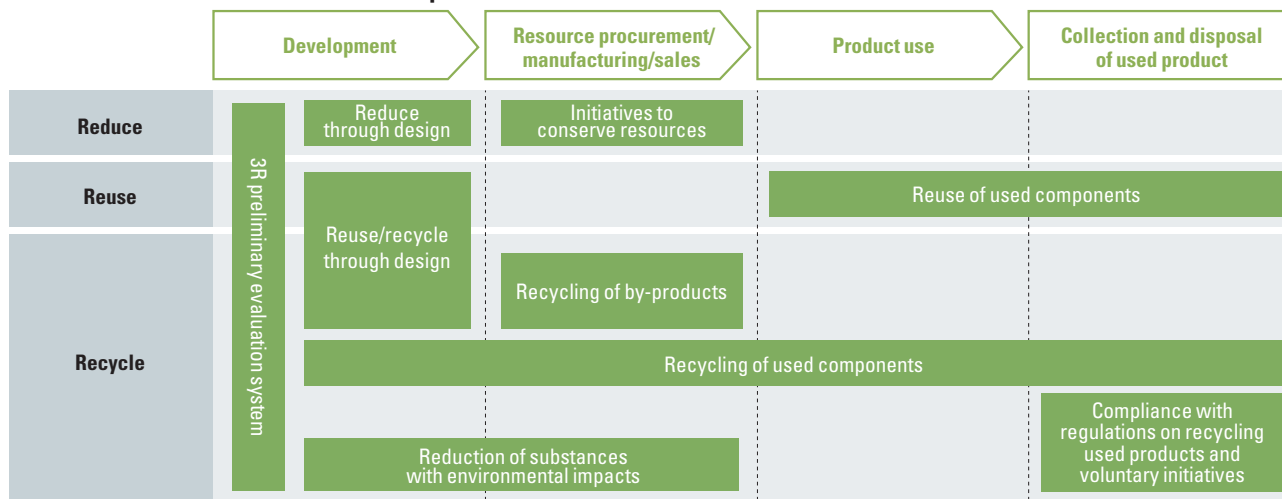 Development
Resource procurement/
manufacturing/sales
Product use
Collection and disposal
of used product
Reduce
Reduce
through design
Initiatives to
conserve resources
3R preliminary evaluation system
Reuse
Reuse/recycle
through design
Reuse of used components
Recycling of by-products
Recycle
Recycling of used components
Reduction of substances
with environmental impacts
Compliance with
regulations on recycling
used products and
voluntary initiatives